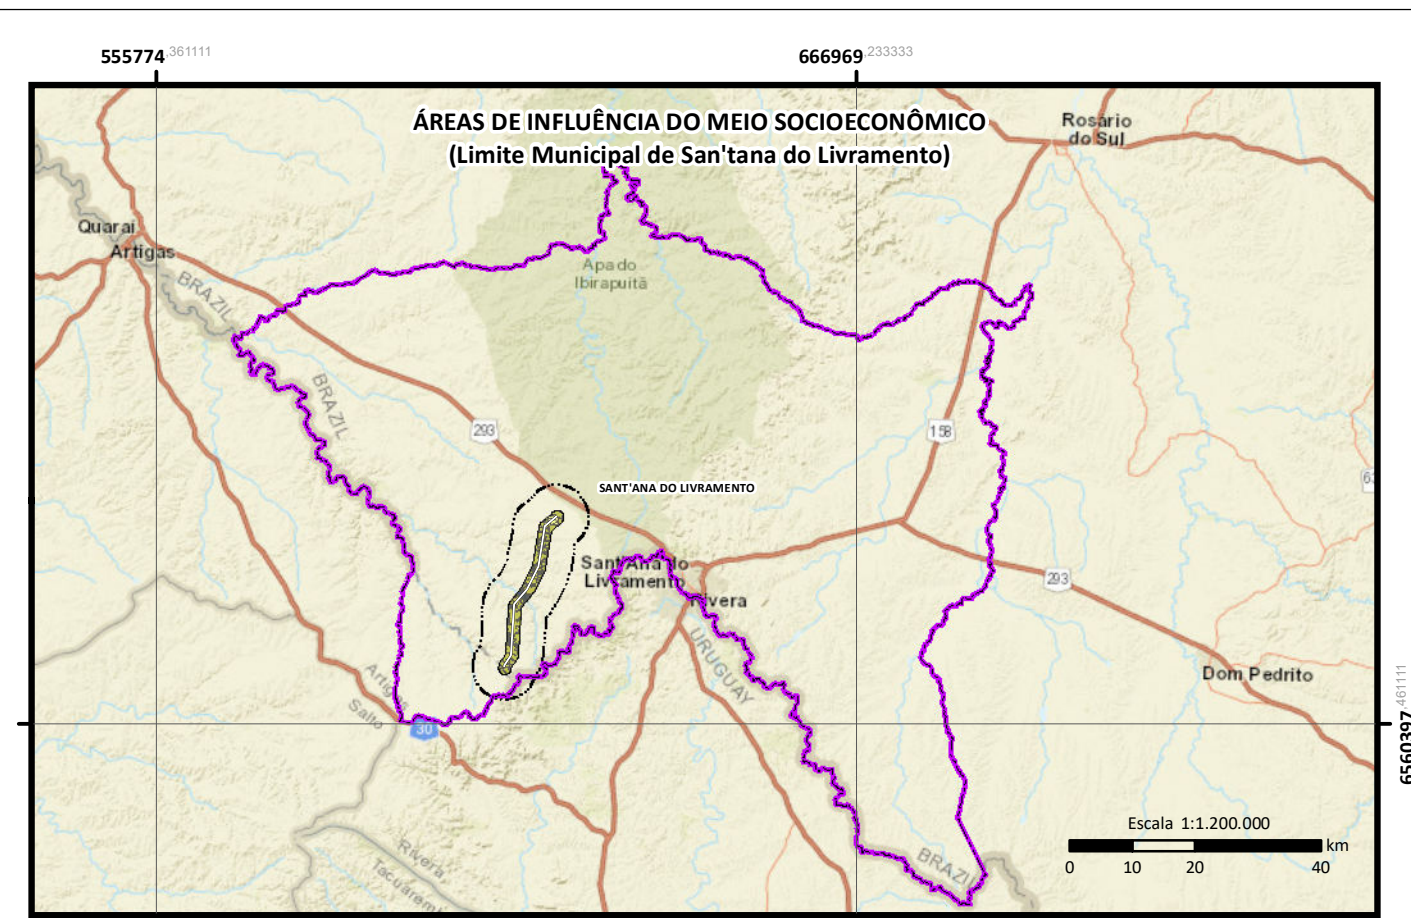 555774,361111
666969,233333
ÁREAS DE INFLUÊNCIA DO MEIO SOCIOECONÔMICO
(Limite Municipal de San'tana do Livramento)
Rosário
do Sul
Quarai
Artigas
BRAZIL
Apa do
Ibirapuitã
BRAZIL
293
158
SANT'ANA DO LIVRAMENTO
Sant'Ana do
Livramento
Rivera
293
URUGUAY
Dom Pedrito
Artigas
Salto
30
6560397,461111
Escala 1:1.200.000
km
0 10 20 40
Rivera
BRAZIL